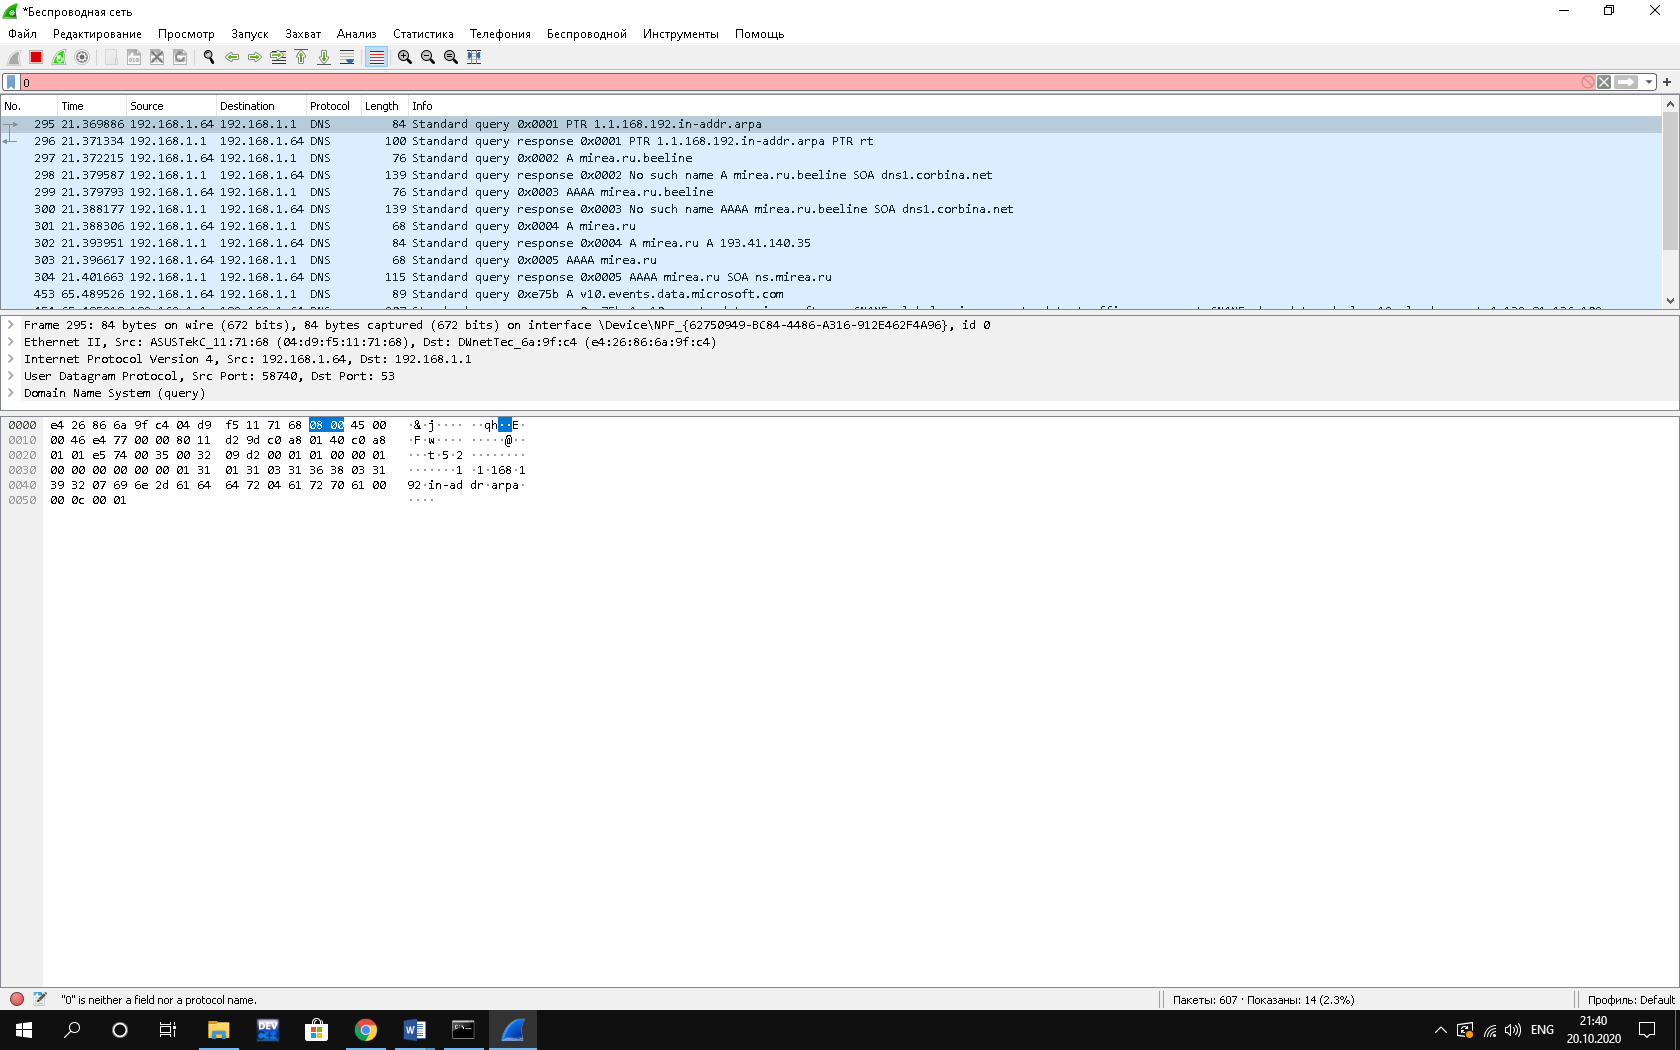 *Беспроводная сеть
Файл Редактирование Просмотр Запуск Захват Анализ Статистика Телефония Беспроводной Инструменты Помощь
0
No. Time Source Destination Protocol Length Info
295 21.369886 192.168.1.64 192.168.1.1 DNS 84 Standard query 0x0001 PTR 1.1.168.192.in-addr.arpa
296 21.371334 192.168.1.1 192.168.1.64 DNS 100 Standard query response 0x0001 PTR 1.1.168.192.in-addr.arpa PTR rt
297 21.372215 192.168.1.64 192.168.1.1 DNS 76 Standard query 0x0002 A mirea.ru.beeline
298 21.379587 192.168.1.1 192.168.1.64 DNS 139 Standard query response 0x0002 No such name A mirea.ru.beeline SOA dns1.corbina.net
299 21.379793 192.168.1.64 192.168.1.1 DNS 76 Standard query 0x0003 AAAA mirea.ru.beeline
300 21.388177 192.168.1.1 192.168.1.64 DNS 139 Standard query response 0x0003 No such name AAAA mirea.ru.beeline SOA dns1.corbina.net
301 21.388306 192.168.1.64 192.168.1.1 DNS 68 Standard query 0x0004 A mirea.ru
302 21.393951 192.168.1.1 192.168.1.64 DNS 84 Standard query response 0x0004 A mirea.ru A 193.41.140.35
303 21.396617 192.168.1.64 192.168.1.1 DNS 68 Standard query 0x0005 AAAA mirea.ru
304 21.401663 192.168.1.1 192.168.1.64 DNS 115 Standard query response 0x0005 AAAA mirea.ru SOA ns.mirea.ru
453 65.489526 192.168.1.64 192.168.1.1 DNS 89 Standard query 0xe75b A v10.events.data.microsoft.com
Frame 295: 84 bytes on wire (672 bits), 84 bytes captured (672 bits) on interface \Device\NPF_{62750949-BC84-4486-A316-912E462F4A96}, id 0
Ethernet II, Src: ASUSTekC_11:71:68 (04:d9:f5:11:71:68), Dst: DWnetTec_6a:9f:c4 (e4:26:86:6a:9f:c4)
Internet Protocol Version 4, Src: 192.168.1.64, Dst: 192.168.1.1
User Datagram Protocol, Src Port: 58740, Dst Port: 53
Domain Name System (query)
0000 e4 26 86 6a 9f c4 04 d9 f5 11 71 68 08 00 45 00 ·&·j···· ··qh··E·
0010 00 46 e4 77 00 00 80 11 d2 9d c0 a8 01 40 c0 a8 ·F·w···· ·····@··
0020 01 01 e5 74 00 35 00 32 09 d2 00 01 01 00 00 01 ···t·5·2 ········
0030 00 00 00 00 00 00 01 31 01 31 03 31 36 38 03 31 ·······1 ·1·168·1
0040 39 32 07 69 6e 2d 61 64 64 72 04 61 72 70 61 00 92·in-ad dr·arpa·
0050 00 0c 00 01 ····
"0" is neither a field nor a protocol name.
Пакеты: 607 · Показаны: 14 (2.3%)
Профиль: Default
DEV
C++
ENG
21:40
20.10.2020